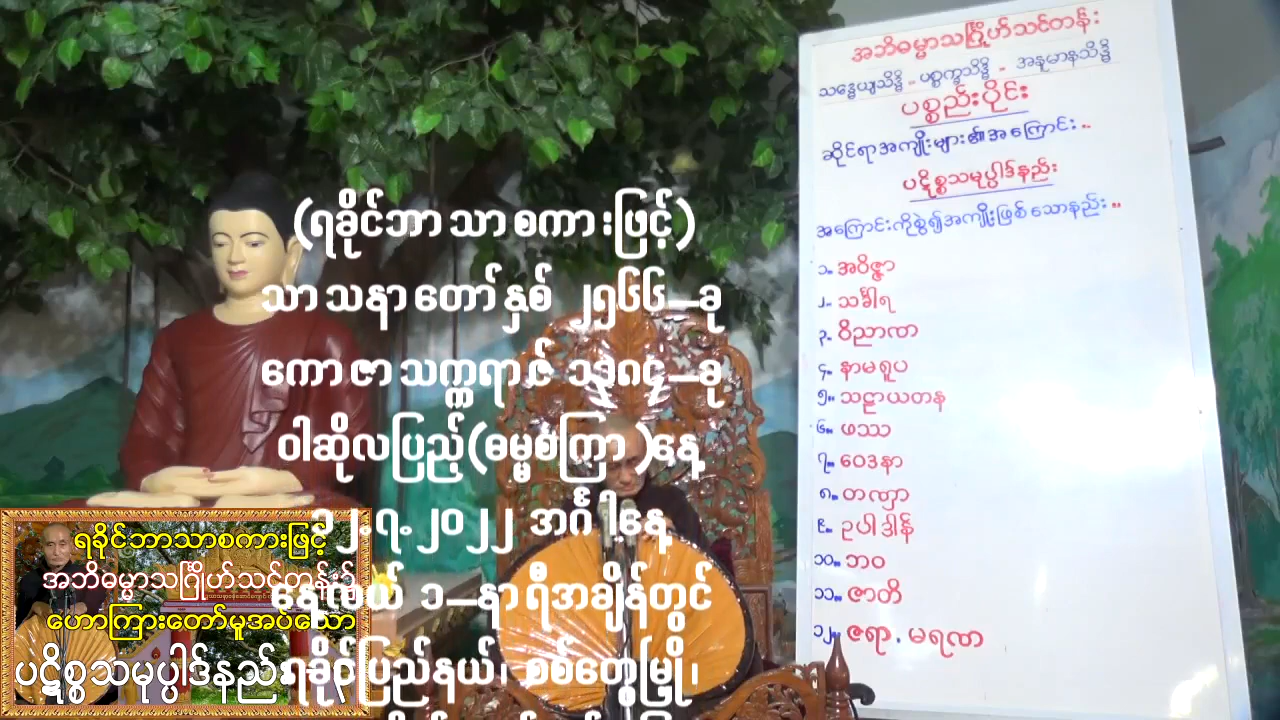 (ရခိုင်ဘာသာစကားဖြင့်)
သာသနာတော်နှစ် ၂၅၆၆–ခု
ကောဇာသက္ကရာဇ် ၁၃၈၄–ခု
ဝါဆိုလပြည့်(ဓမ္မစကြာ)နေ့
၁၂.၇.၂၀၂၂ အင်္ဂါနေ့
နေ့လယ် ၁–နာရီအချိန်တွင်
ရခိုင်ပြည်နယ်၊ စစ်တွေမြို့၊
ရခိုင်ဘာသာစကားဖြင့်
အဘိဓမ္မာသင်္ဂြိုဟ်သင်တန်း၌
ဟောကြားတော်မူအပ်သော
ပဋိစ္စသမုပ္ပါဒ်နည်း
အဘိဓမ္မာသင်္ဂြိုဟ်သင်တန်း
သဒ္ဓေယျသိဒ္ဓိ - ပစ္စက္ခသိဒ္ဓိ - အနုမာနသိဒ္ဓိ
ပစ္စည်းပိုင်း
ဆိုင်ရာအကျိုးများ၏အကြောင်း..
ပဋိစ္စသမုပ္ပါဒ်နည်း
အကြောင်းကိုစွဲ၍အကျိုးဖြစ်သောနည်း..
၁။ အဝိဇ္ဇာ
၂။ သင်္ခါရ
၃။ ဝိညာဏ
၄။ နာမရူပ
၅။ သဠာယတန
၆။ ဖဿ
၇။ ဝေဒနာ
၈။ တဏှာ
၉။ ဥပါဒါန်
၁၀။ ဘဝ
၁၁။ ဇာတိ
၁၂။ ဇရာ, မရဏ